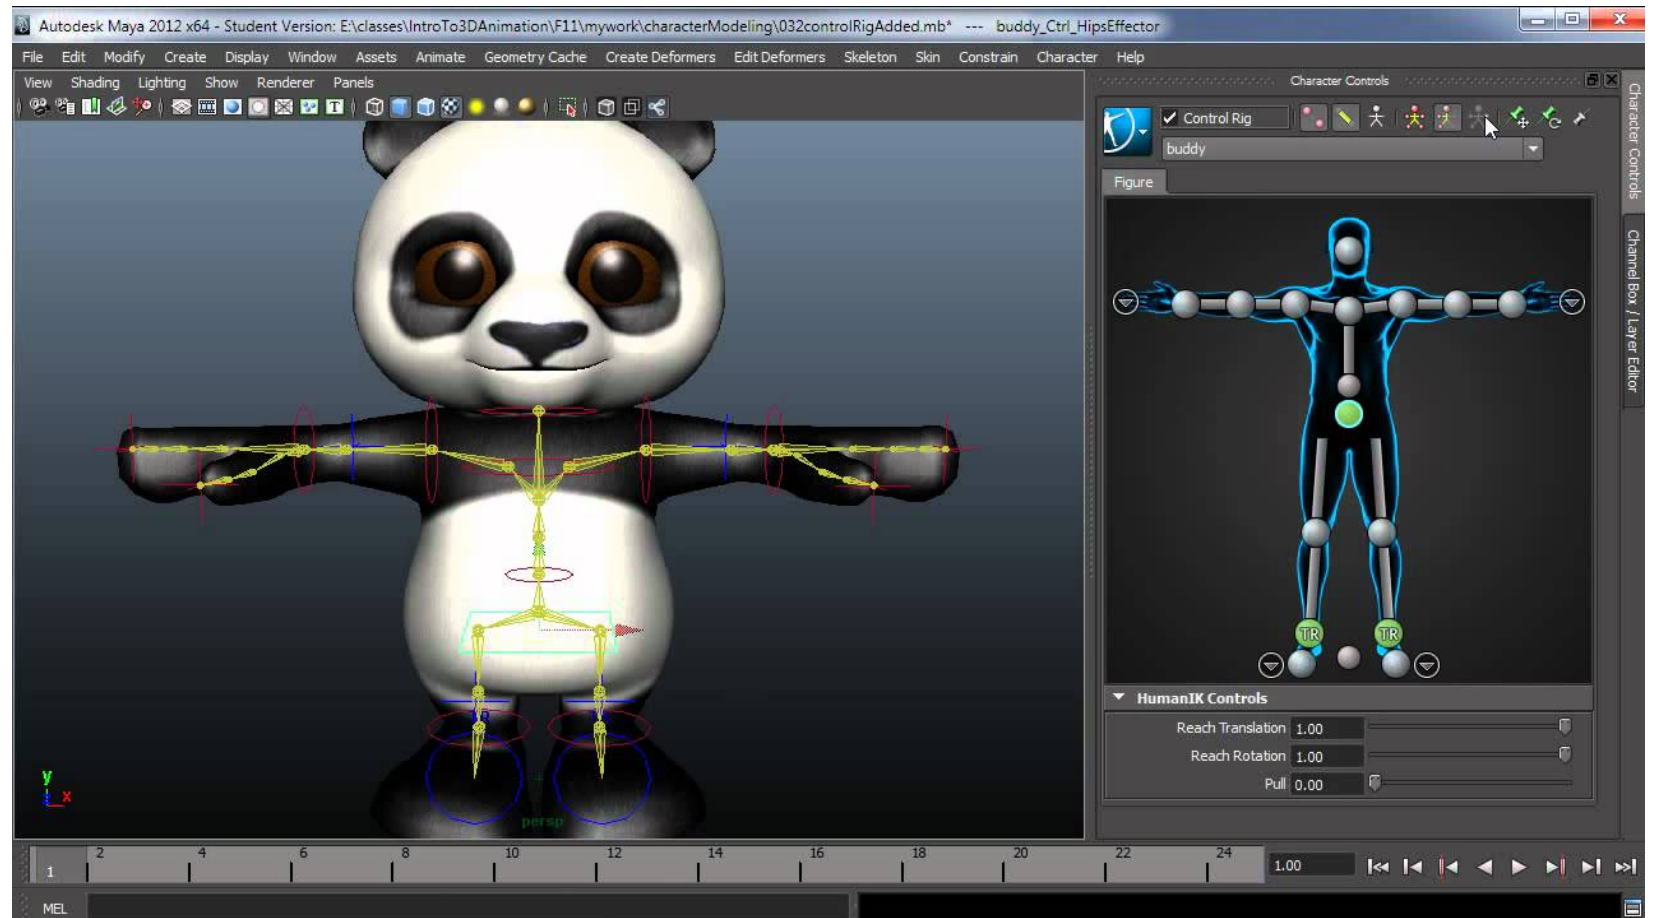 Autodesk Maya 2012 x64 - Student Version: E:\classes\IntroTo3DAnimation\F11\mywork\characterModeling\032controlRigAdded.mb* --- buddy_Ctrl_HipsEffector
File Edit Modify Create Display Window Assets Animate Geometry Cache Create Deformers Edit Deformers Skeleton Skin Constrain Character Help
View Shading Lighting Show Renderer Panels
Character Controls
Control Rig
buddy
Figure
TR TR
HumanIK Controls
Reach Translation 1.00
Reach Rotation 1.00
Pull 0.00
Character Controls
Channel Box / Layer Editor
y
x
persp
1 2 4 6 8 10 12 14 16 18 20 22 24 1.00
MEL